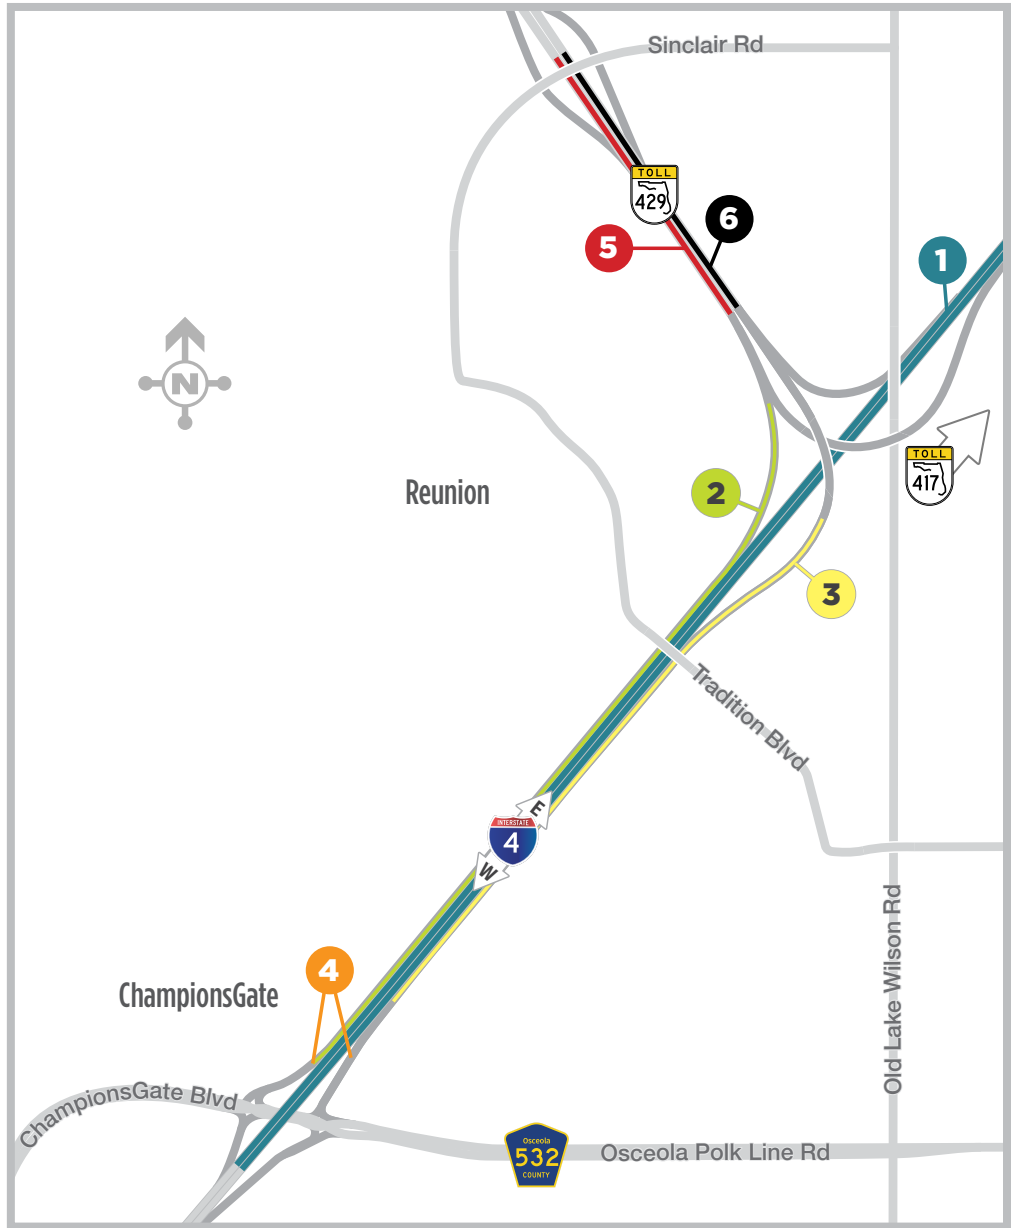 Sinclair Rd
TOLL
429
6
5
1
TOLL
417
Reunion
2
3
Tradition Blvd
E
INTERSTATE
4
W
Old Lake Wilson Rd
4
ChampionsGate
ChampionsGate Blvd
N
Osceola
532
COUNTY
Osceola Polk Line Rd